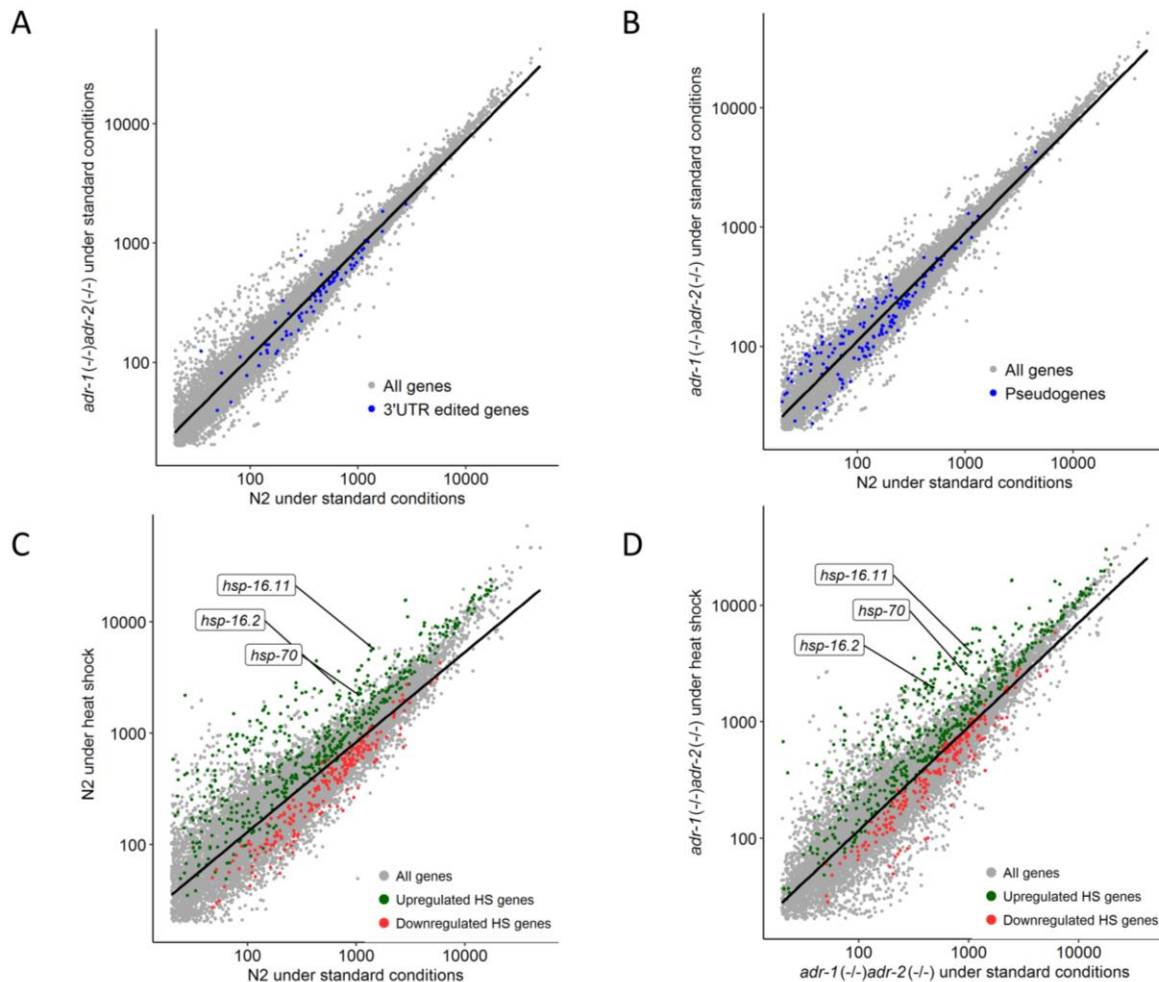 A
adr-1(-/-)adr-2(-/-) under standard conditions
10000
1000
100
All genes
3'UTR edited genes
100
1000
10000
N2 under standard conditions
B
adr-1(-/-)adr-2(-/-) under standard conditions
10000
1000
100
All genes
Pseudogenes
100
1000
10000
N2 under standard conditions
C
N2 under heat shock
10000
1000
100
hsp-16.11
hsp-16.2
hsp-70
All genes
Upregulated HS genes
Downregulated HS genes
100
1000
10000
N2 under standard conditions
D
adr-1(-/-)adr-2(-/-) under heat shock
10000
1000
100
hsp-16.11
hsp-70
hsp-16.2
All genes
Upregulated HS genes
Downregulated HS genes
100
1000
10000
adr-1(-/-)adr-2(-/-) under standard conditions